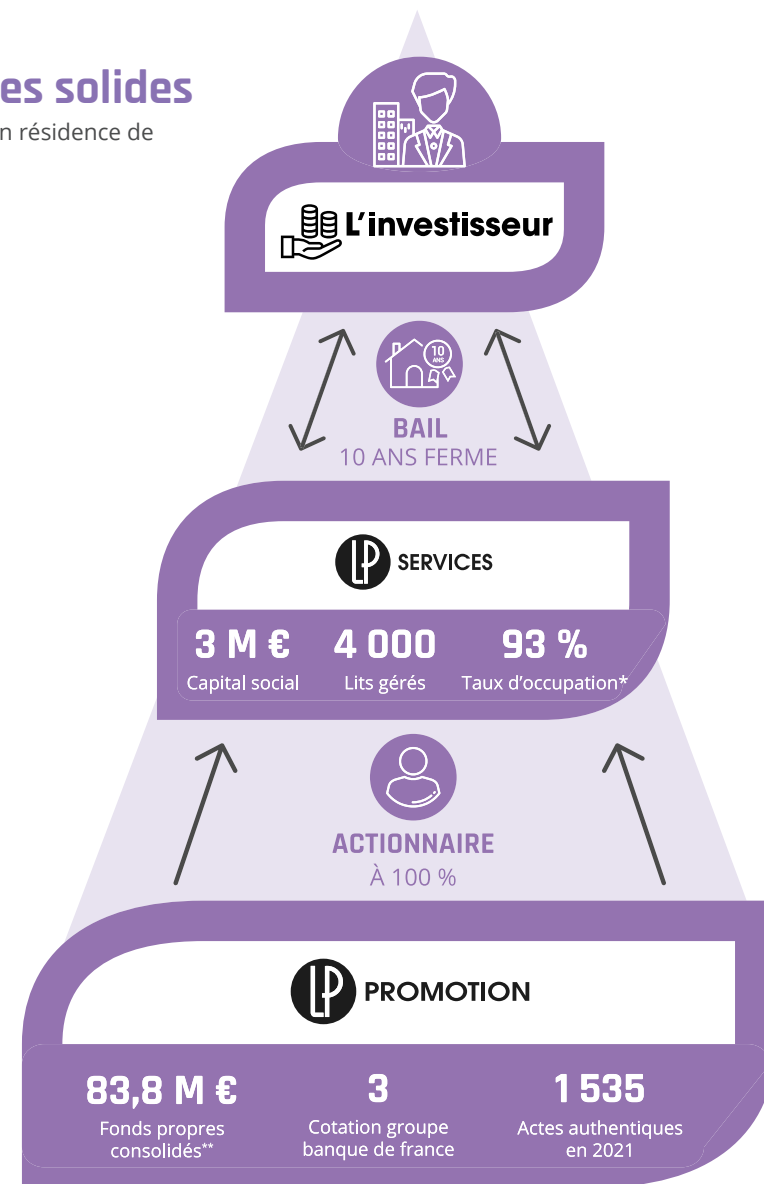 es solides
n résidence de
L'investisseur
10
ANS
BAIL
10 ANS FERME
LP SERVICES
3 M € 4 000 93 %
Capital social Lits gérés Taux d'occupation*
ACTIONNAIRE
À 100 %
LP PROMOTION
83,8 M € 3 1 535
Fonds propres Cotation groupe Actes authentiques
consolidés** banque de france en 2021